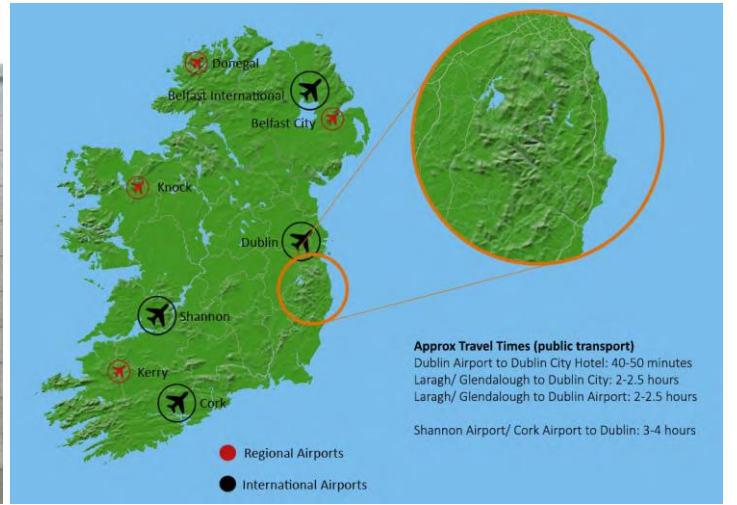 Donegal
Belfast International
Belfast City
Knock
Dublin
Shannon
Kerry
Cork
Approx Travel Times (public transport)
Dublin Airport to Dublin City Hotel: 40-50 minutes
Laragh/ Glendalough to Dublin City: 2-2.5 hours
Laragh/ Glendalough to Dublin Airport: 2-2.5 hours
Shannon Airport/ Cork Airport to Dublin: 3-4 hours
Regional Airports
International Airports